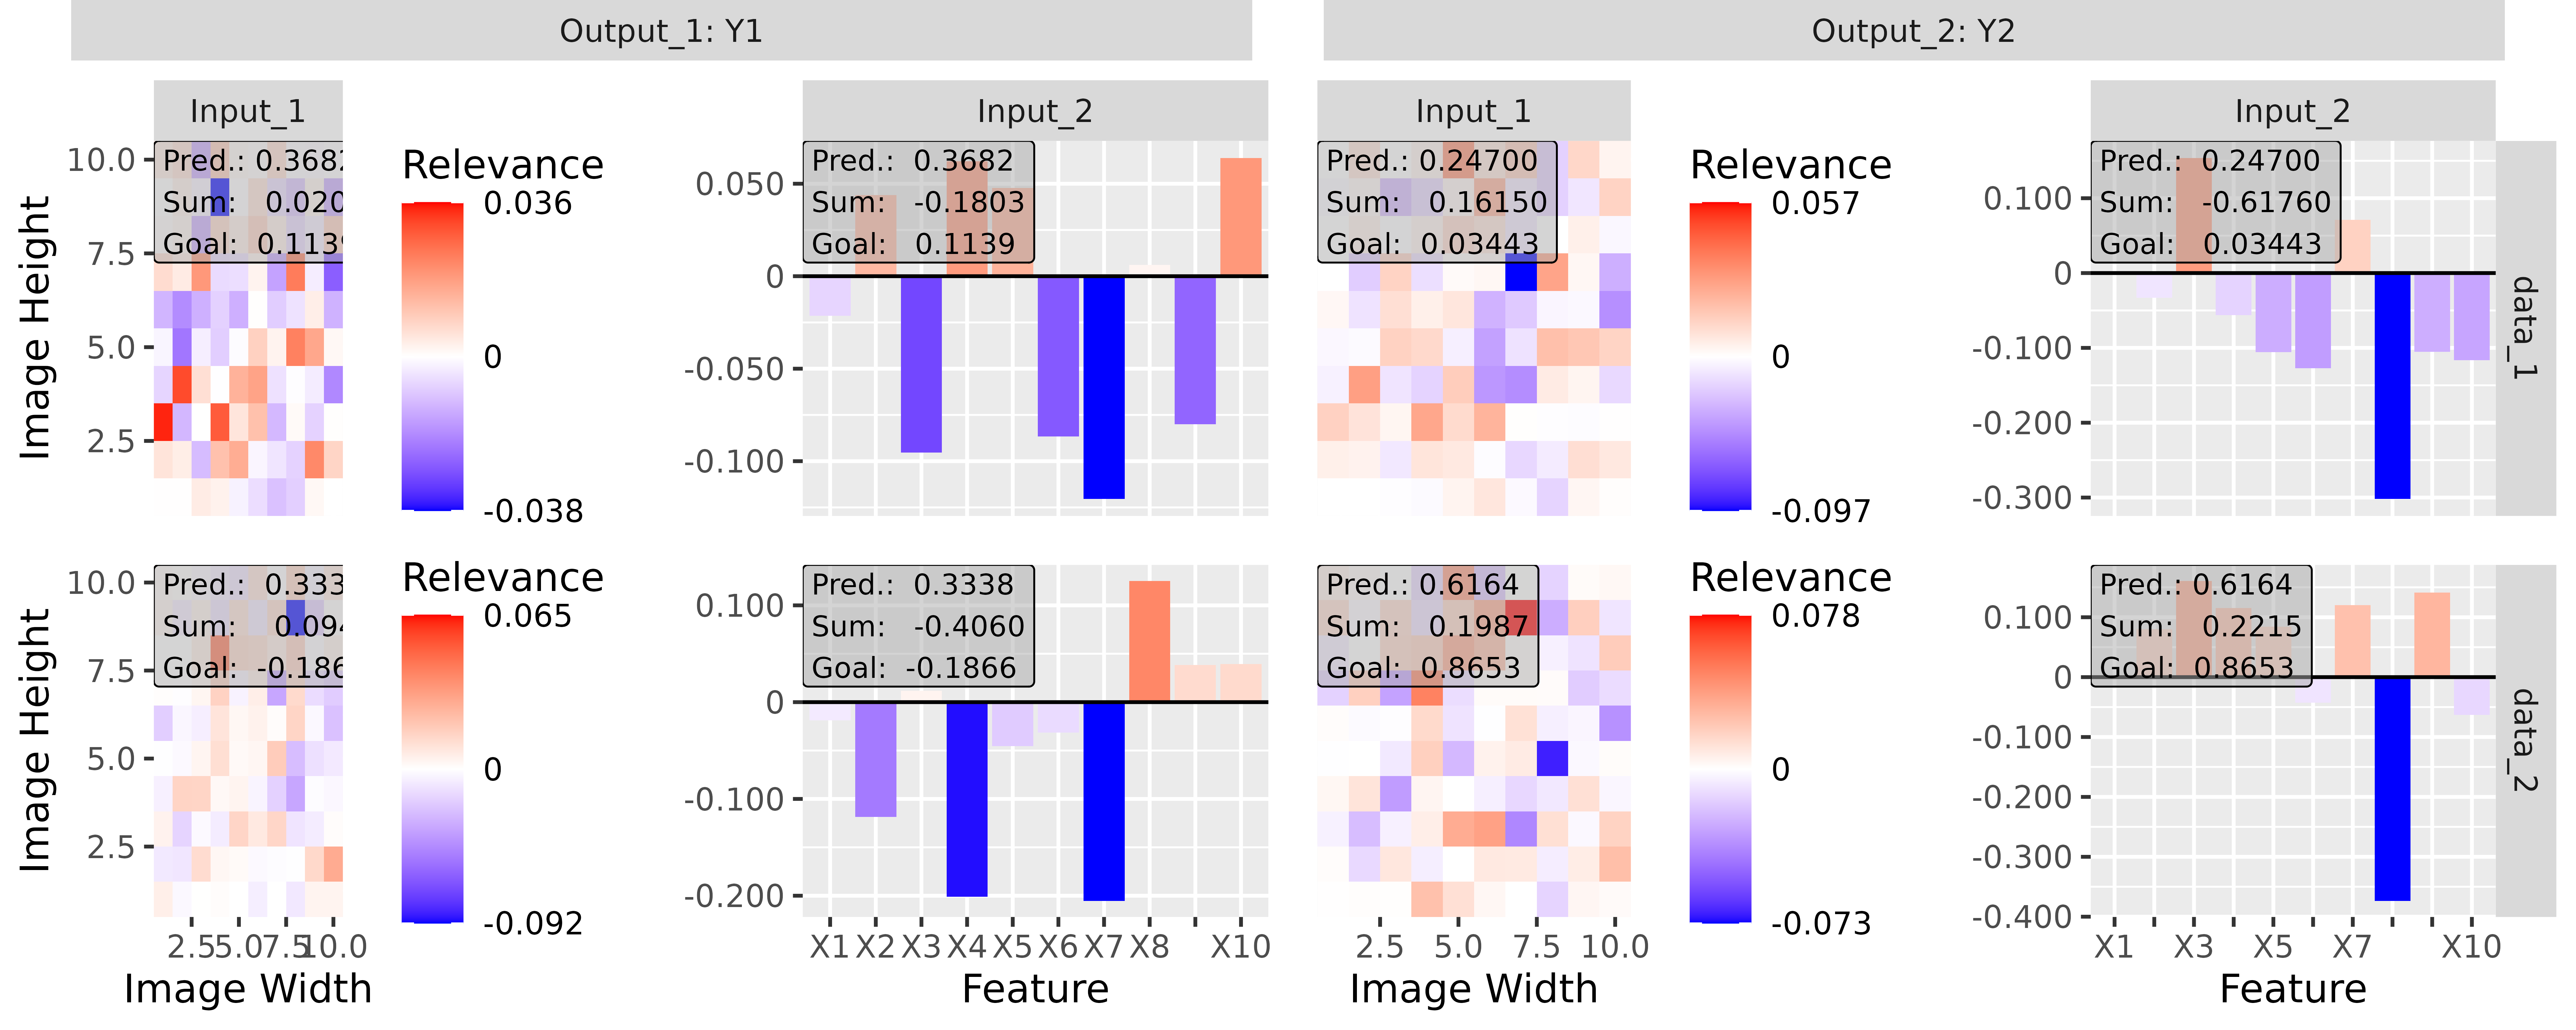 Output_1: Y1
Output_2: Y2
Input_1
Input_2
Input_1
Input_2
Image Height
10.0
7.5
5.0
2.5
Pred.: 0.3682
Sum: 0.020
Goal: 0.1139
Relevance
0.036
0
-0.038
0.050
0
-0.050
-0.100
Pred.: 0.3682
Sum: -0.1803
Goal: 0.1139
Pred.: 0.24700
Sum: 0.16150
Goal: 0.03443
Relevance
0.057
0
-0.097
0.100
0
-0.100
-0.200
-0.300
Pred.: 0.24700
Sum: -0.61760
Goal: 0.03443
data_1
Image Height
10.0
7.5
5.0
2.5
Pred.: 0.333
Sum: 0.094
Goal: -0.186
Relevance
0.065
0
-0.092
0.100
0
-0.100
-0.200
Pred.: 0.3338
Sum: -0.4060
Goal: -0.1866
Pred.: 0.6164
Sum: 0.1987
Goal: 0.8653
Relevance
0.078
0
-0.073
0.100
0
-0.100
-0.200
-0.300
-0.400
Pred.: 0.6164
Sum: 0.2215
Goal: 0.8653
data_2
2.5 5.0 7.5 10.0
X1 X2 X3 X4 X5 X6 X7 X8 X10
2.5 5.0 7.5 10.0
X1 X3 X5 X7 X10
Image Width
Feature
Image Width
Feature